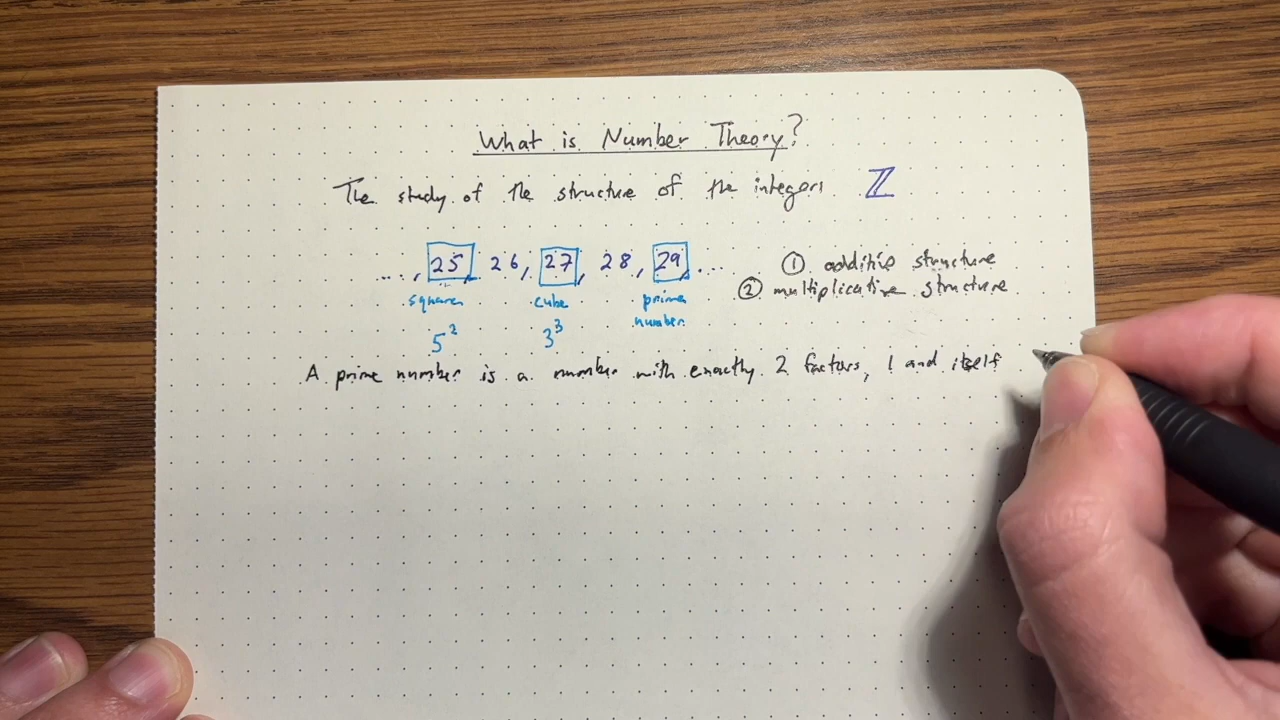 What is Number Theory?
The study of the structure of the integers ℤ
..., 25, 26, 27, 28, 29, ...
① additive structure
② multiplicative structure
square cube prime
number
5² 3³
A prime number is a number with exactly 2 factors, 1 and itself